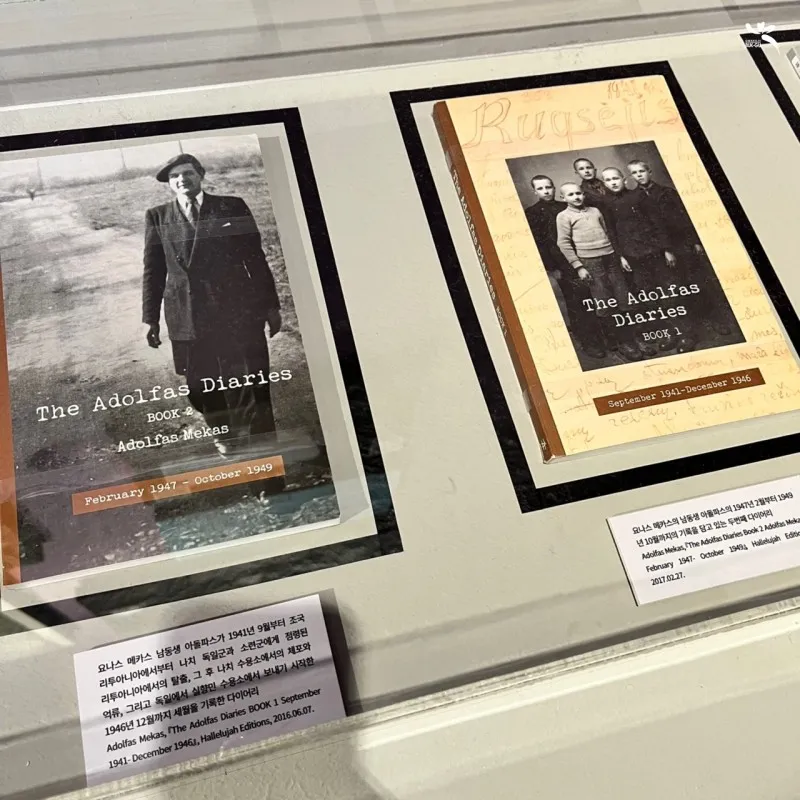 The Adolfas Diaries
BOOK 2
Adolfas Mekas
February 1947 - October 1949
Rugsėjis
The Adolfas Diaries
The Adolfas
Diaries
BOOK 1
September 1941-December 1946
요나스 메카스의 남동생 아돌파스의 1947년 2월부터 1949
년 10월까지의 기록을 담고 있는 두번째 다이어리
Adolfas Mekas,『The Adolfas Diaries Book 2 Adolfas Meka
February 1947- October 1949』, Hallelujah Editio
2017.02.27.
요나스 메카스 남동생 아돌파스가 1941년 9월부터 조국
리투아니아에서부터 나치 독일군과 소련군에게 점령된
리투아니아에서의 탈출, 그 후 나치 수용소에서의 체포와
억류, 그리고 독일에서 실향민 수용소에서 보내기 시작한
1946년 12월까지 세월을 기록한 다이어리
Adolfas Mekas, 『The Adolfas Diaries BOOK 1 September
1941- December 1946』, Hallelujah Editions, 2016.06.07.